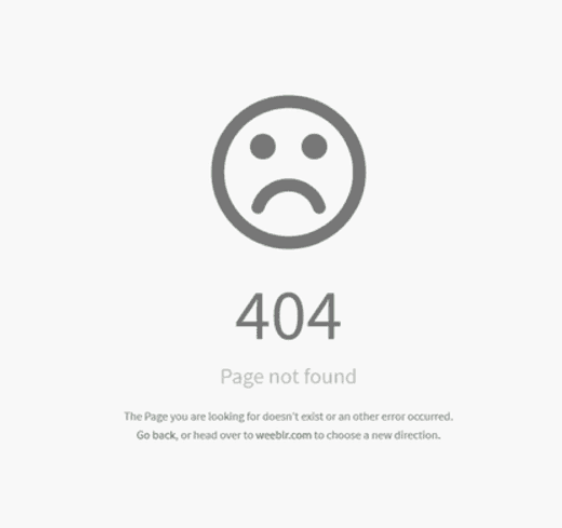 404
Page not found
The Page you are looking for doesn't exist or an other error occurred.
Go back, or head over to weeblr.com to choose a new direction.